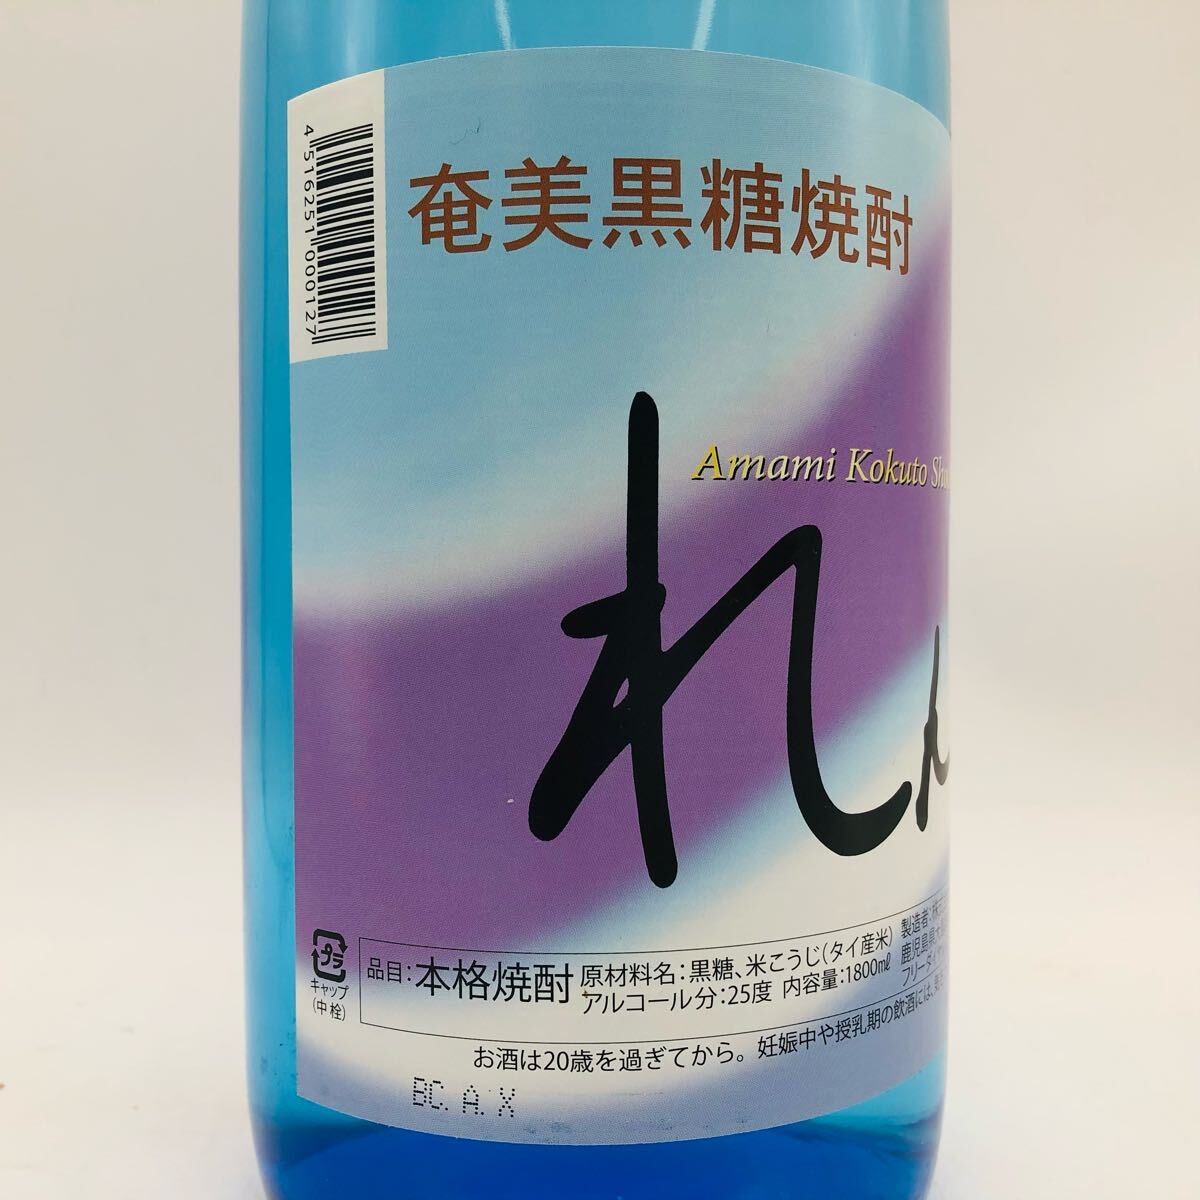 4 516251 000127
奄美黒糖焼酎
Amami Kokuto
れん
プラ
キャップ
(中栓)
品目:本格焼酎
原材料名:黒糖、米こうじ(タイ産米)
アルコール分:25度 内容量:1800㎖
製造者:株式
鹿児島県大
フリーダイヤ
お酒は20歳を過ぎてから。妊娠中や授乳期の飲酒には、
BC. A. X